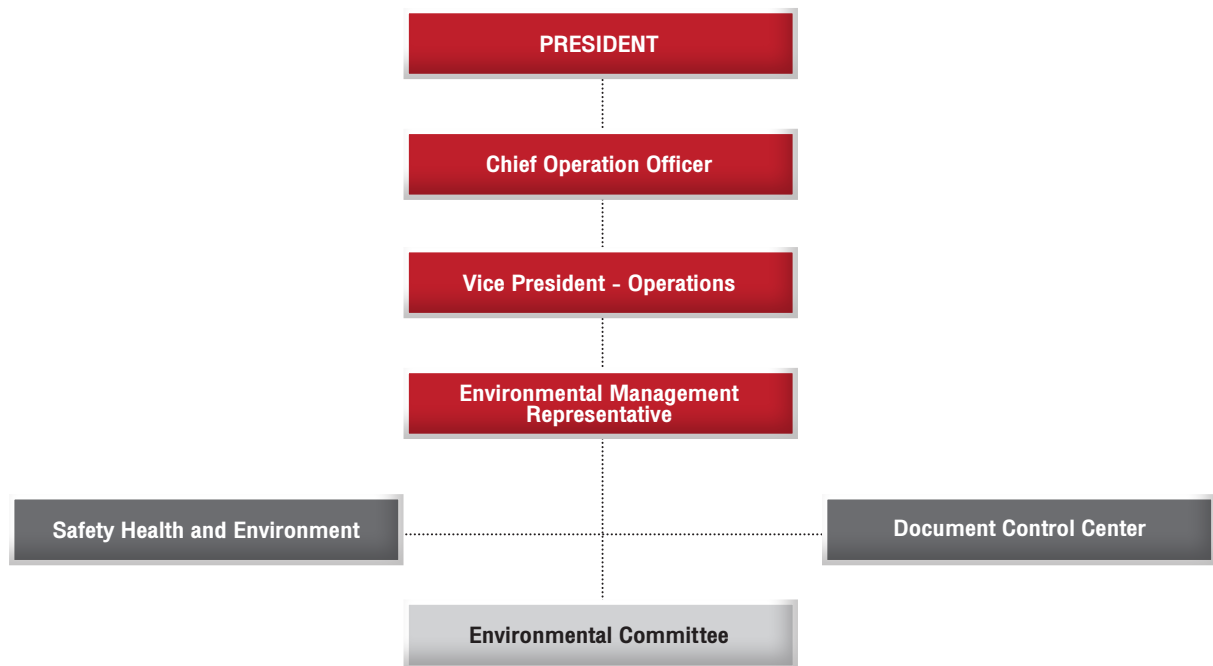 PRESIDENT
Chief Operation Officer
Vice President - Operations
Environmental Management
Representative
Safety Health and Environment
Document Control Center
Environmental Committee